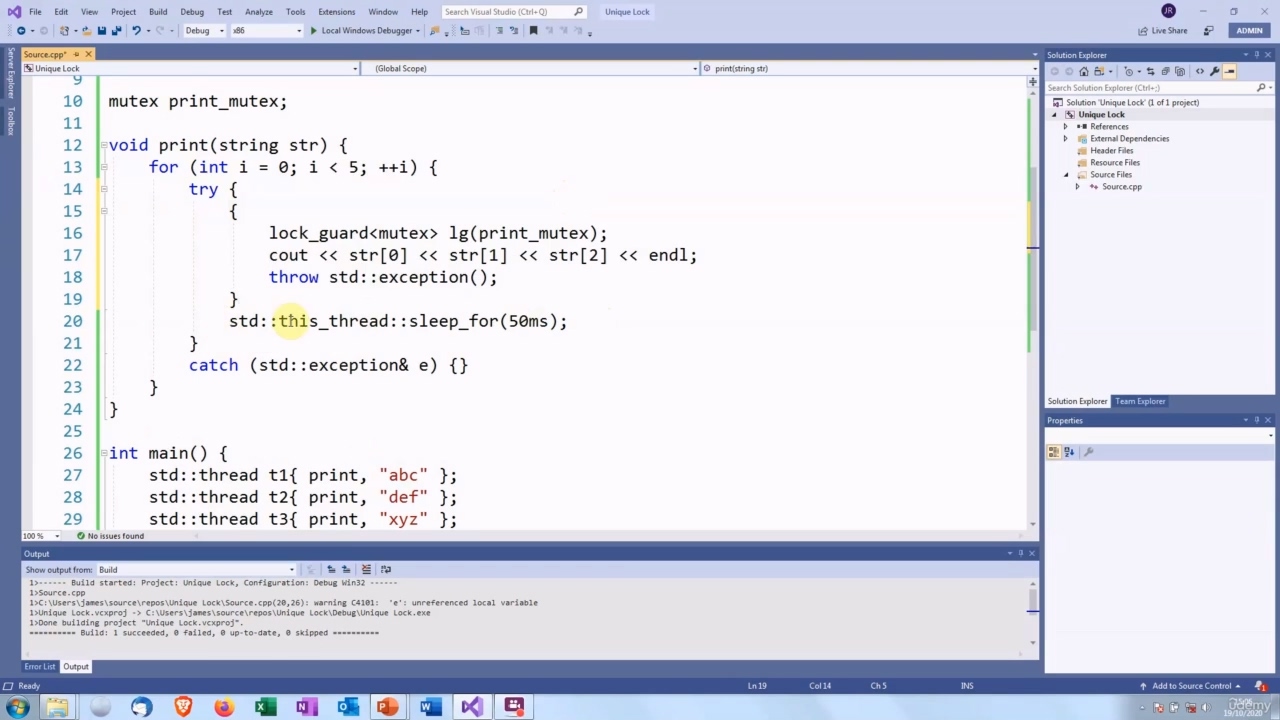 File Edit View Project Build Debug Test Analyze Tools Extensions Window Help Search Visual Studio (Ctrl+Q) Unique Lock JR
Debug x86 Local Windows Debugger Live Share ADMIN
Server Explorer
Toolbox
Source.cpp*
Unique Lock (Global Scope) print(string str)
9
10 mutex print_mutex;
11
12 void print(string str) {
13 for (int i = 0; i < 5; ++i) {
14 try {
15 {
16 lock_guard<mutex> lg(print_mutex);
17 cout << str[0] << str[1] << str[2] << endl;
18 throw std::exception();
19 }
20 std::this_thread::sleep_for(50ms);
21 }
22 catch (std::exception& e) {}
23 }
24 }
25
26 int main() {
27 std::thread t1{ print, "abc" };
28 std::thread t2{ print, "def" };
29 std::thread t3{ print, "xyz" };
100 % No issues found
Output
Show output from: Build
1>------ Build started: Project: Unique Lock, Configuration: Debug Win32 ------
1>Source.cpp
1>C:\Users\james\source\repos\Unique Lock\Source.cpp(20,26): warning C4101: 'e': unreferenced local variable
1>Unique Lock.vcxproj -> C:\Users\james\source\repos\Unique Lock\Debug\Unique Lock.exe
1>Done building project "Unique Lock.vcxproj".
========== Build: 1 succeeded, 0 failed, 0 up-to-date, 0 skipped ==========
Error List Output
Solution Explorer
Search Solution Explorer (Ctrl+;)
Solution 'Unique Lock' (1 of 1 project)
Unique Lock
References
External Dependencies
Header Files
Resource Files
Source Files
Source.cpp
Solution Explorer Team Explorer
Properties
Ready Ln 19 Col 14 Ch 5 INS Add to Source Control 1
Udemy
19/10/2020